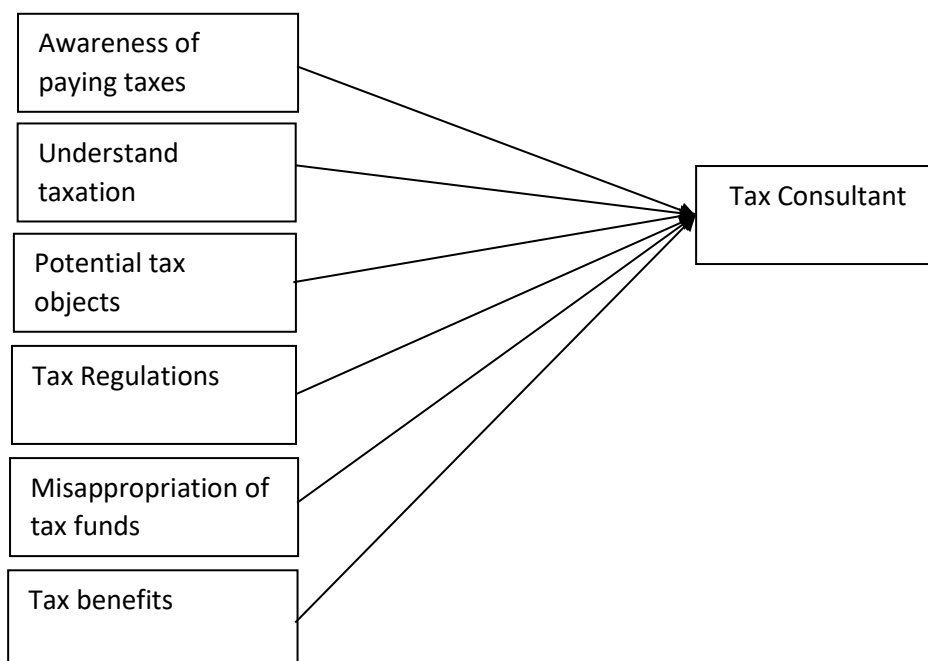 Awareness of
paying taxes
Understand
taxation
Potential tax
objects
Tax Regulations
Misappropriation of
tax funds
Tax benefits
Tax Consultant